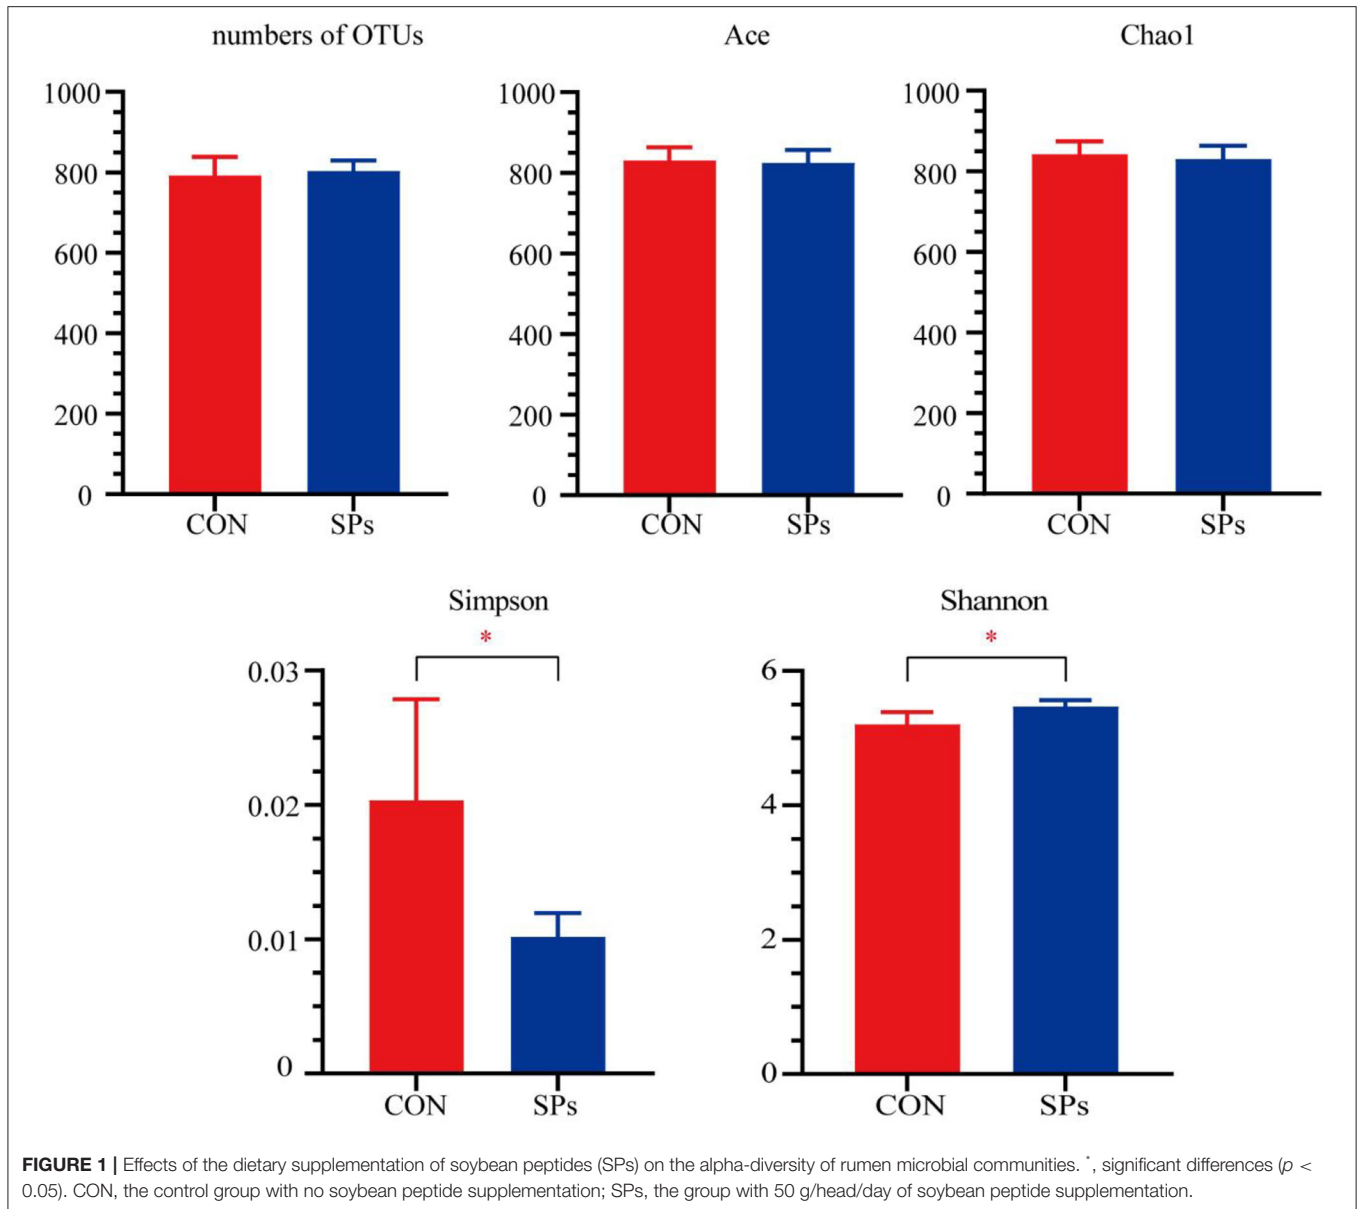 numbers of OTUs
1000
800
600
400
200
0
CON SPs
Ace
1000
800
600
400
200
0
CON SPs
Chao1
1000
800
600
400
200
0
CON SPs
Simpson
*
0.03
0.02
0.01
0
CON SPs
Shannon
*
6
4
2
0
CON SPs
FIGURE 1 | Effects of the dietary supplementation of soybean peptides (SPs) on the alpha-diversity of rumen microbial communities. *, significant differences (p <
0.05). CON, the control group with no soybean peptide supplementation; SPs, the group with 50 g/head/day of soybean peptide supplementation.